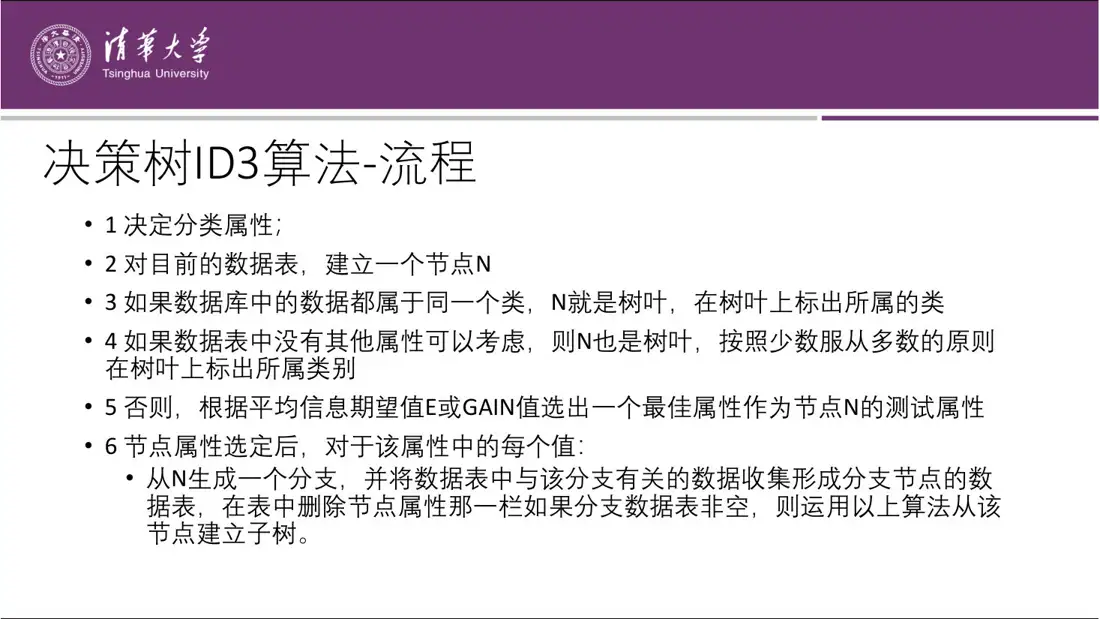 清华大学
Tsinghua University
决策树ID3算法-流程
• 1 决定分类属性；
• 2 对目前的数据表，建立一个节点N
• 3 如果数据库中的数据都属于同一个类，N就是树叶，在树叶上标出所属的类
• 4 如果数据表中没有其他属性可以考虑，则N也是树叶，按照少数服从多数的原则
在树叶上标出所属类别
• 5 否则，根据平均信息期望值E或GAIN值选出一个最佳属性作为节点N的测试属性
• 6 节点属性选定后，对于该属性中的每个值：
• 从N生成一个分支，并将数据表中与该分支有关的数据收集形成分支节点的数
据表，在表中删除节点属性那一栏如果分支数据表非空，则运用以上算法从该
节点建立子树。